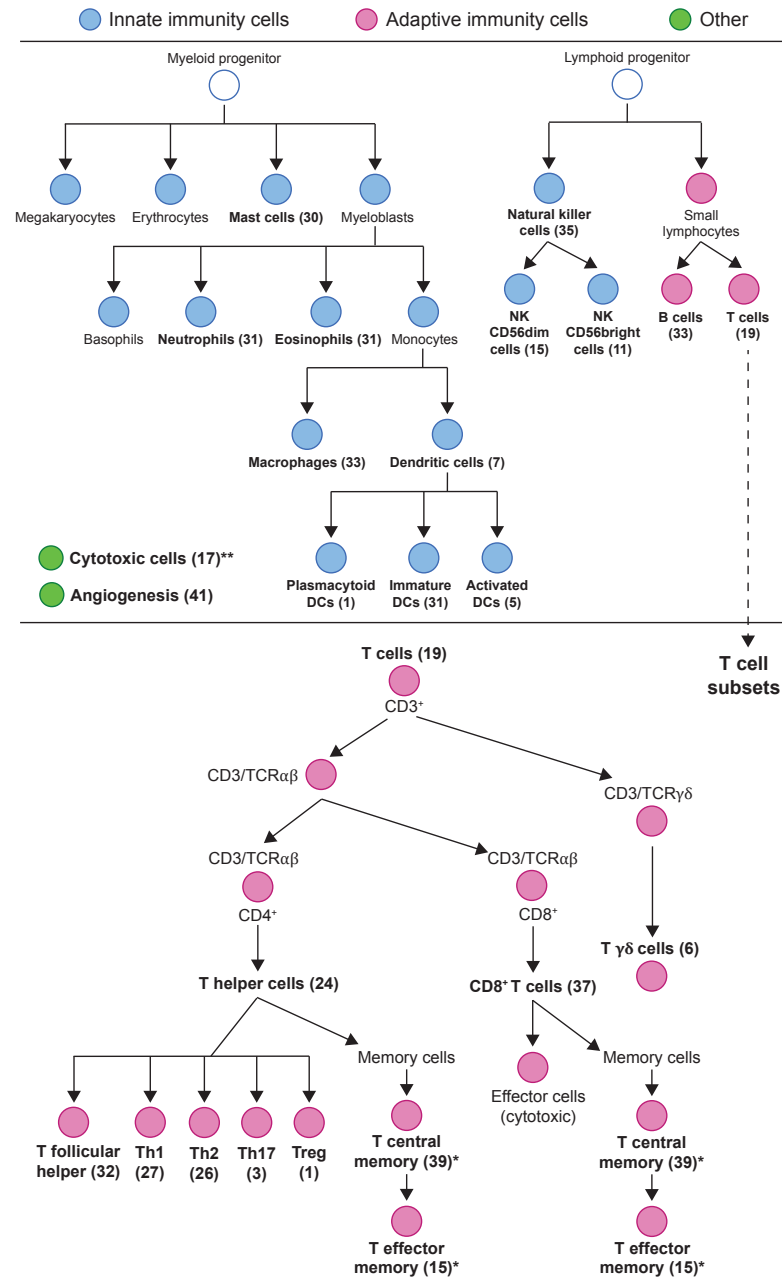 Innate immunity cells Adaptive immunity cells Other
Myeloid progenitor Lymphoid progenitor
Megakaryocytes Erythrocytes Mast cells (30) Myeloblasts
Natural killer
cells (35)
Small
lymphocytes
Basophils Neutrophils (31) Eosinophils (31) Monocytes
NK
CD56dim
cells (15)
NK
CD56bright
cells (11)
B cells
(33)
T cells
(19)
Macrophages (33) Dendritic cells (7)
Cytotoxic cells (17)**
Angiogenesis (41)
Plasmacytoid
DCs (1)
Immature
DCs (31)
Activated
DCs (5)
T cell
subsets
T cells (19)
CD3⁺
CD3/TCRαβ
CD3/TCRγδ
CD3/TCRαβ
CD4⁺
CD3/TCRαβ
CD8⁺
T γδ cells (6)
T helper cells (24)
CD8⁺ T cells (37)
Memory cells
Effector cells
(cytotoxic)
Memory cells
T follicular
helper (32)
Th1
(27)
Th2
(26)
Th17
(3)
Treg
(1)
T central
memory (39)*
T central
memory (39)*
T effector
memory (15)*
T effector
memory (15)*